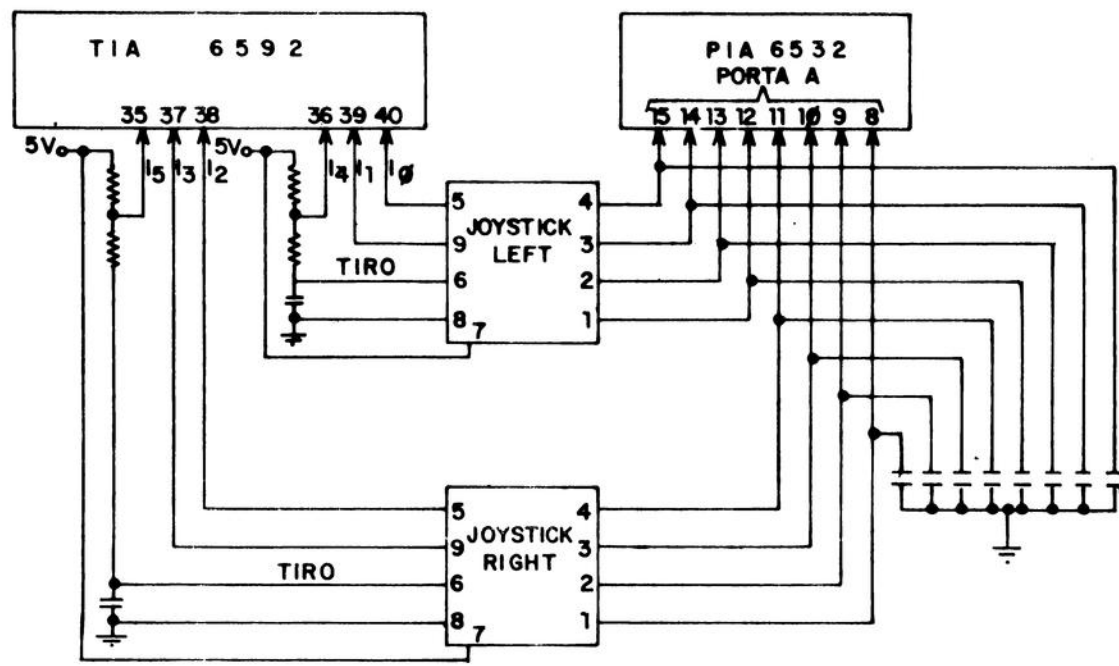 TIA 6592
35 37 38 36 39 40
5V I5 I3 I2 5V I4 I1 IØ
PIA 6532
PORTA A
15 14 13 12 11 1Ø 9 8
5 JOYSTICK 4
9 LEFT 3
TIRO 6 2
8 7 1
5 JOYSTICK 4
9 RIGHT 3
TIRO 6 2
8 7 1